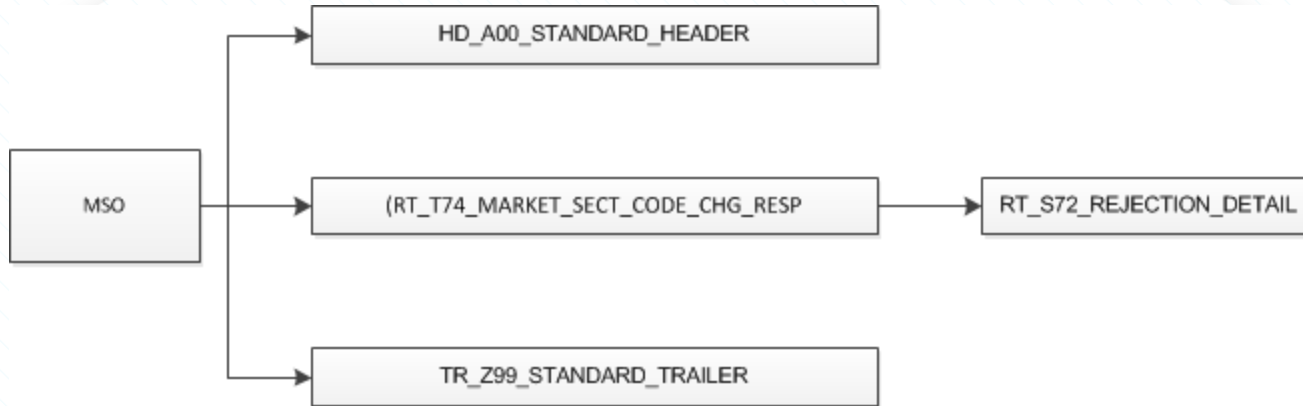 HD_A00_STANDARD_HEADER
MSO
(RT_T74_MARKET_SECT_CODE_CHG_RESP
RT_S72_REJECTION_DETAIL
TR_Z99_STANDARD_TRAILER